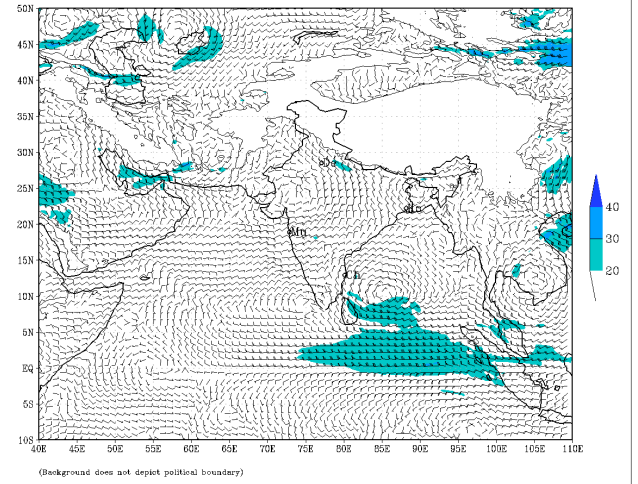 50N
45N
40N
35N
30N
25N
20N
15N
10N
5N
EQ
5S
10S
40E 45E 50E 55E 60E 65E 70E 75E 80E 85E 90E 95E 100E 105E 110E
Mu
Ch
40
30
20
(Background does not depict political boundary)